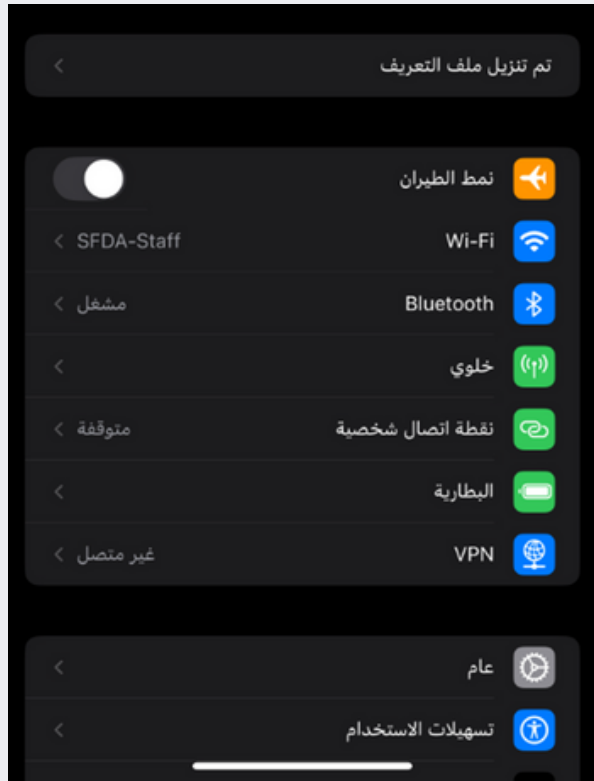 تم تنزيل ملف التعريف
نمط الطيران
Wi-Fi SFDA-Staff
Bluetooth مشغل
خلوي
نقطة اتصال شخصية متوقفة
البطارية
VPN غير متصل
عام
تسهيلات الاستخدام